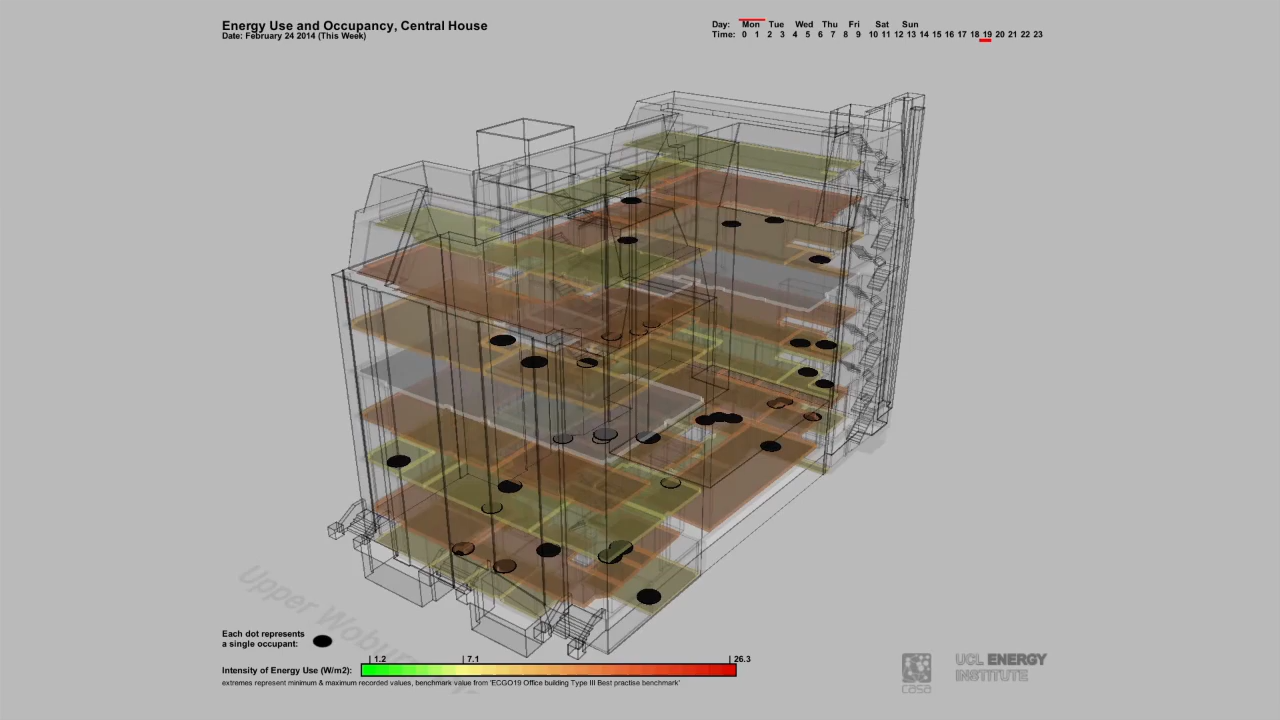 Energy Use and Occupancy, Central House
Date: February 24 2014 (This Week)
Day: Mon Tue Wed Thu Fri Sat Sun
Time: 0 1 2 3 4 5 6 7 8 9 10 11 12 13 14 15 16 17 18 19 20 21 22 23
Upper
Each dot represents
a single occupant:
1.2 7.1 26.3
Intensity of Energy Use (W/m2):
extremes represent minimum & maximum recorded values, benchmark value from 'ECGO19 Office building Type III Best practise benchmark'
casa
UCL ENERGY
INSTITUTE